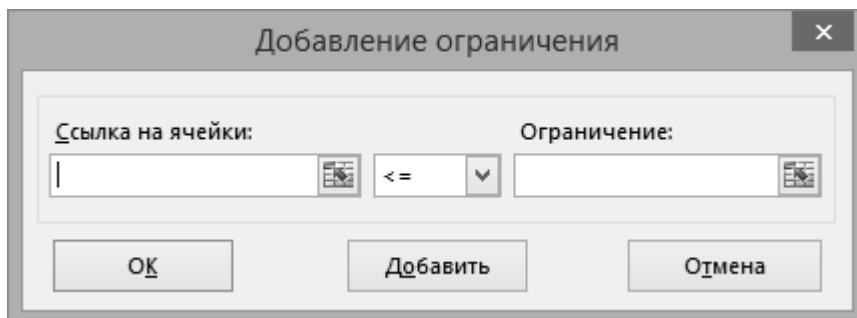 Добавление ограничения
Ссылка на ячейки: Ограничение:
<=
ОК Добавить Отмена